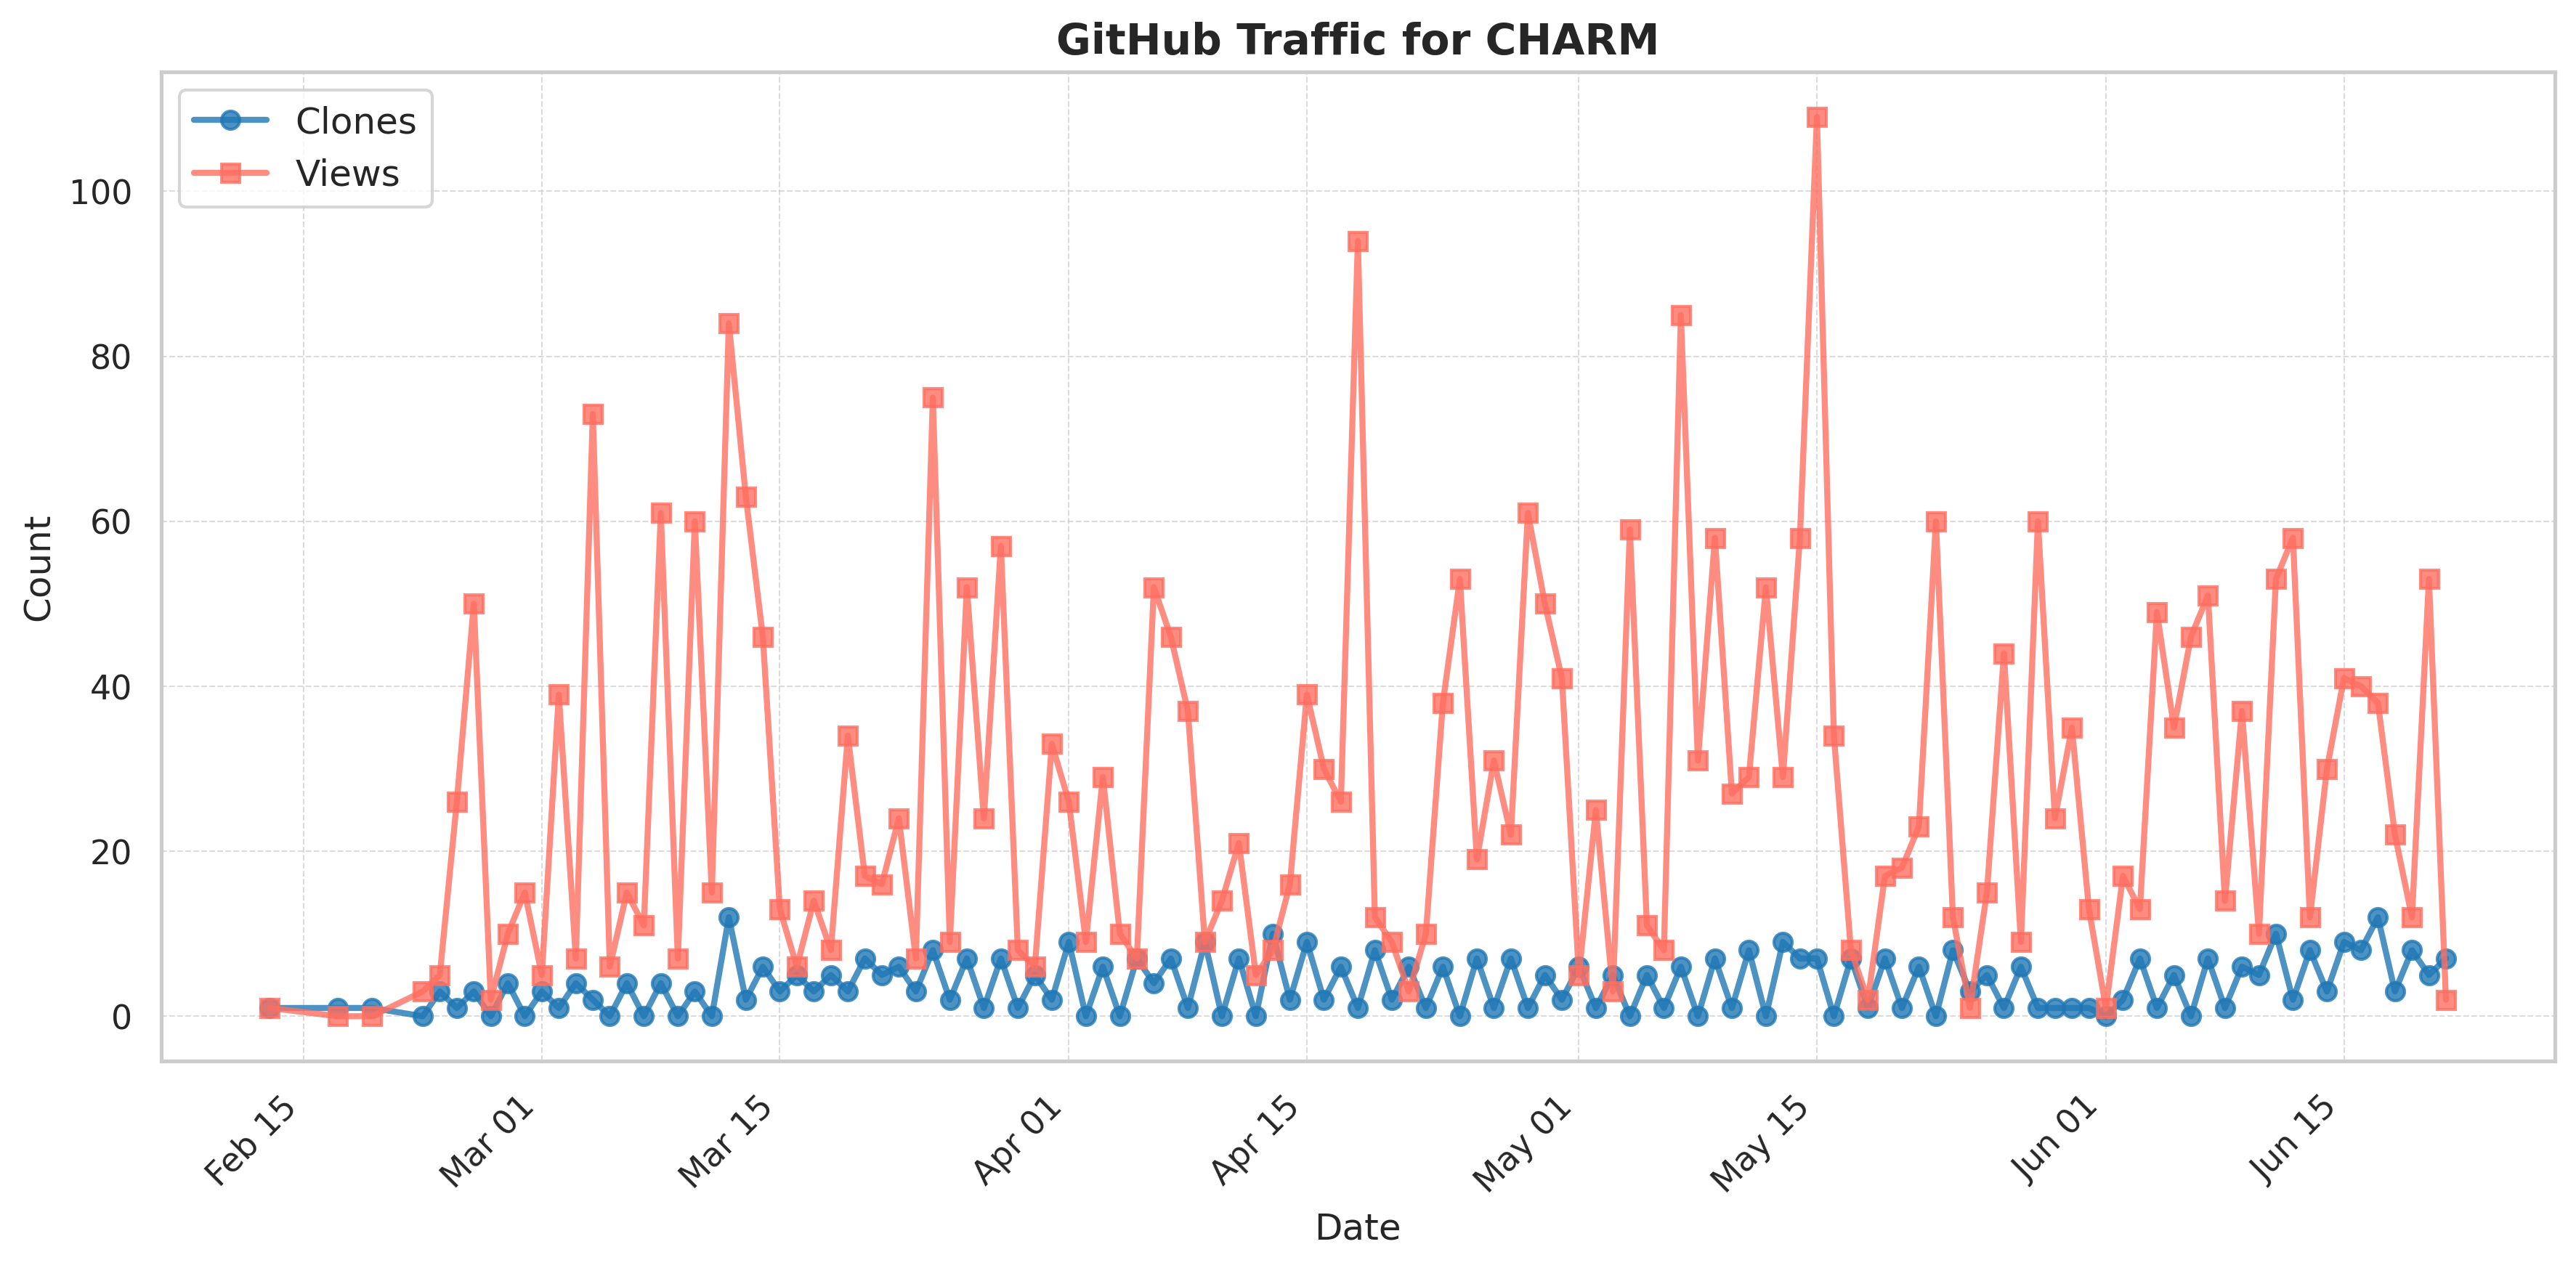 GitHub Traffic for CHARM
Clones
Views
100
80
60
40
20
0
Count
Feb 15
Mar 01
Mar 15
Apr 01
Apr 15
May 01
May 15
Jun 01
Jun 15
Date